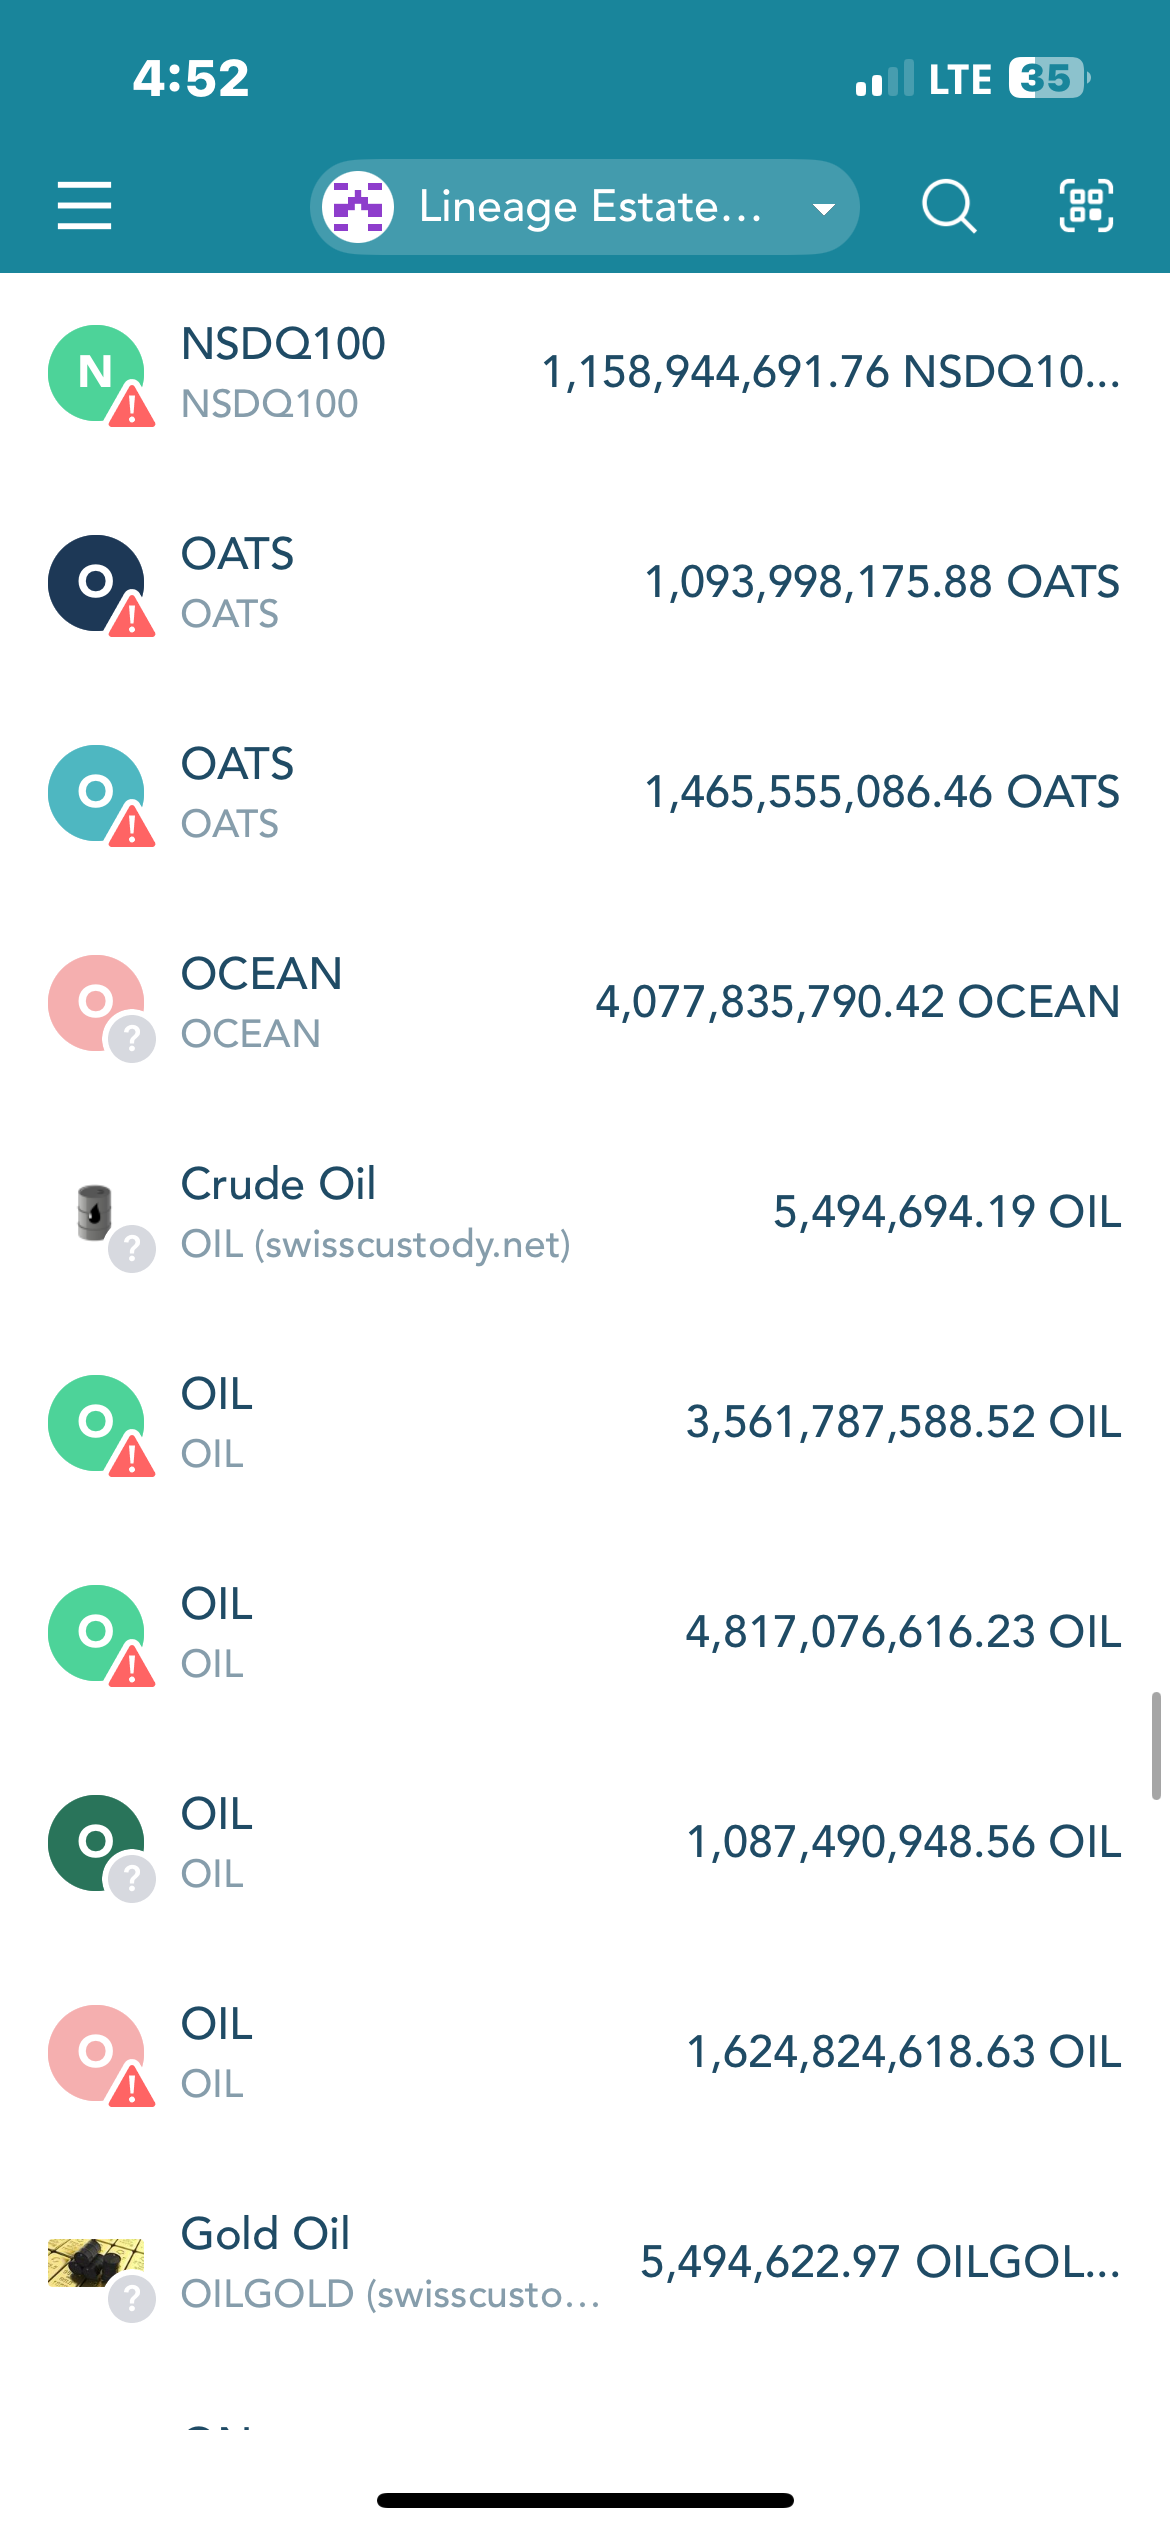 4:52
LTE
35
Lineage Estate...
N
NSDQ100
1,158,944,691.76 NSDQ10...
NSDQ100
O
OATS
1,093,998,175.88 OATS
OATS
O
OATS
1,465,555,086.46 OATS
OATS
O
OCEAN
4,077,835,790.42 OCEAN
?
OCEAN
Crude Oil
5,494,694.19 OIL
?
OIL (swisscustody.net)
O
OIL
3,561,787,588.52 OIL
OIL
O
OIL
4,817,076,616.23 OIL
OIL
O
OIL
1,087,490,948.56 OIL
?
OIL
O
OIL
1,624,824,618.63 OIL
OIL
Gold Oil
5,494,622.97 OILGOL...
?
OILGOLD (swisscusto...